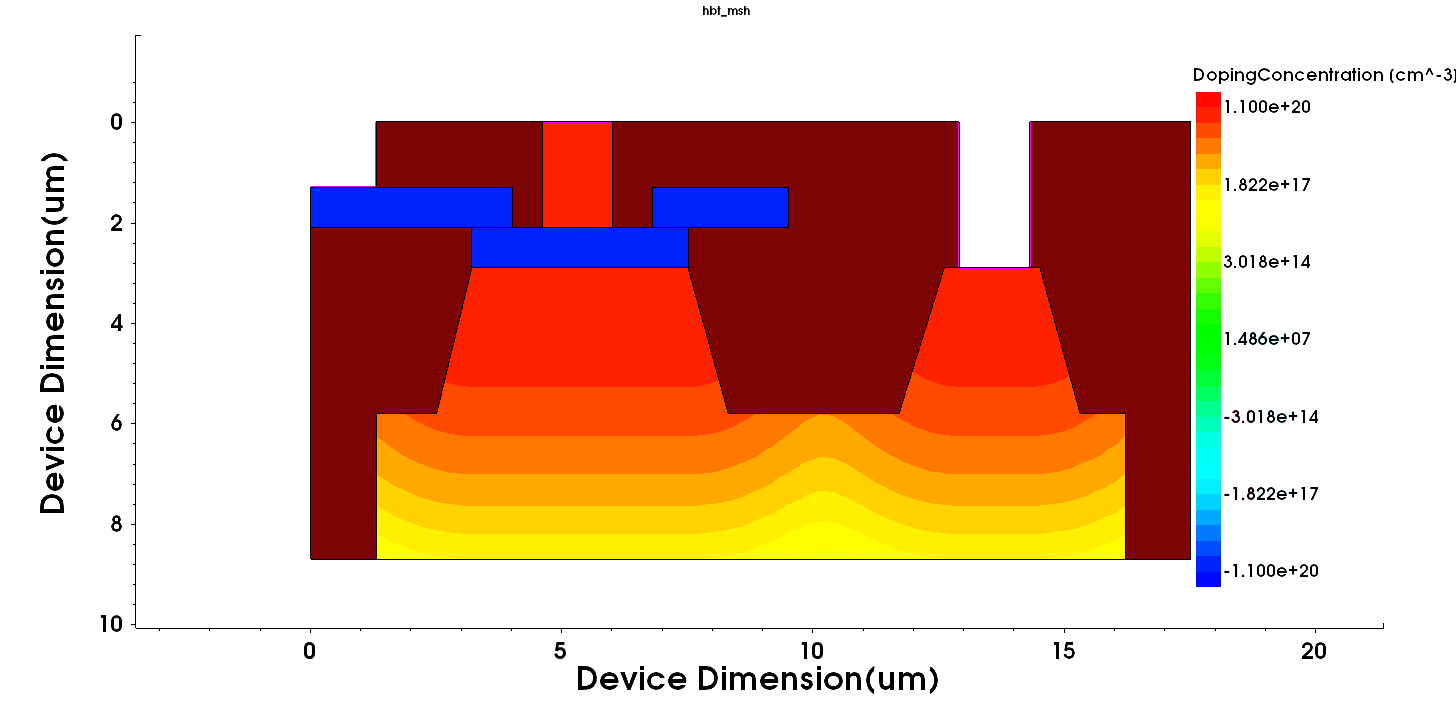 hbt_msh
DopingConcentration (cm^-3)
1.100e+20
1.822e+17
3.018e+14
1.486e+07
-3.018e+14
-1.822e+17
-1.100e+20
Device Dimension(um)
0
2
4
6
8
10
0
5
10
15
20
Device Dimension(um)